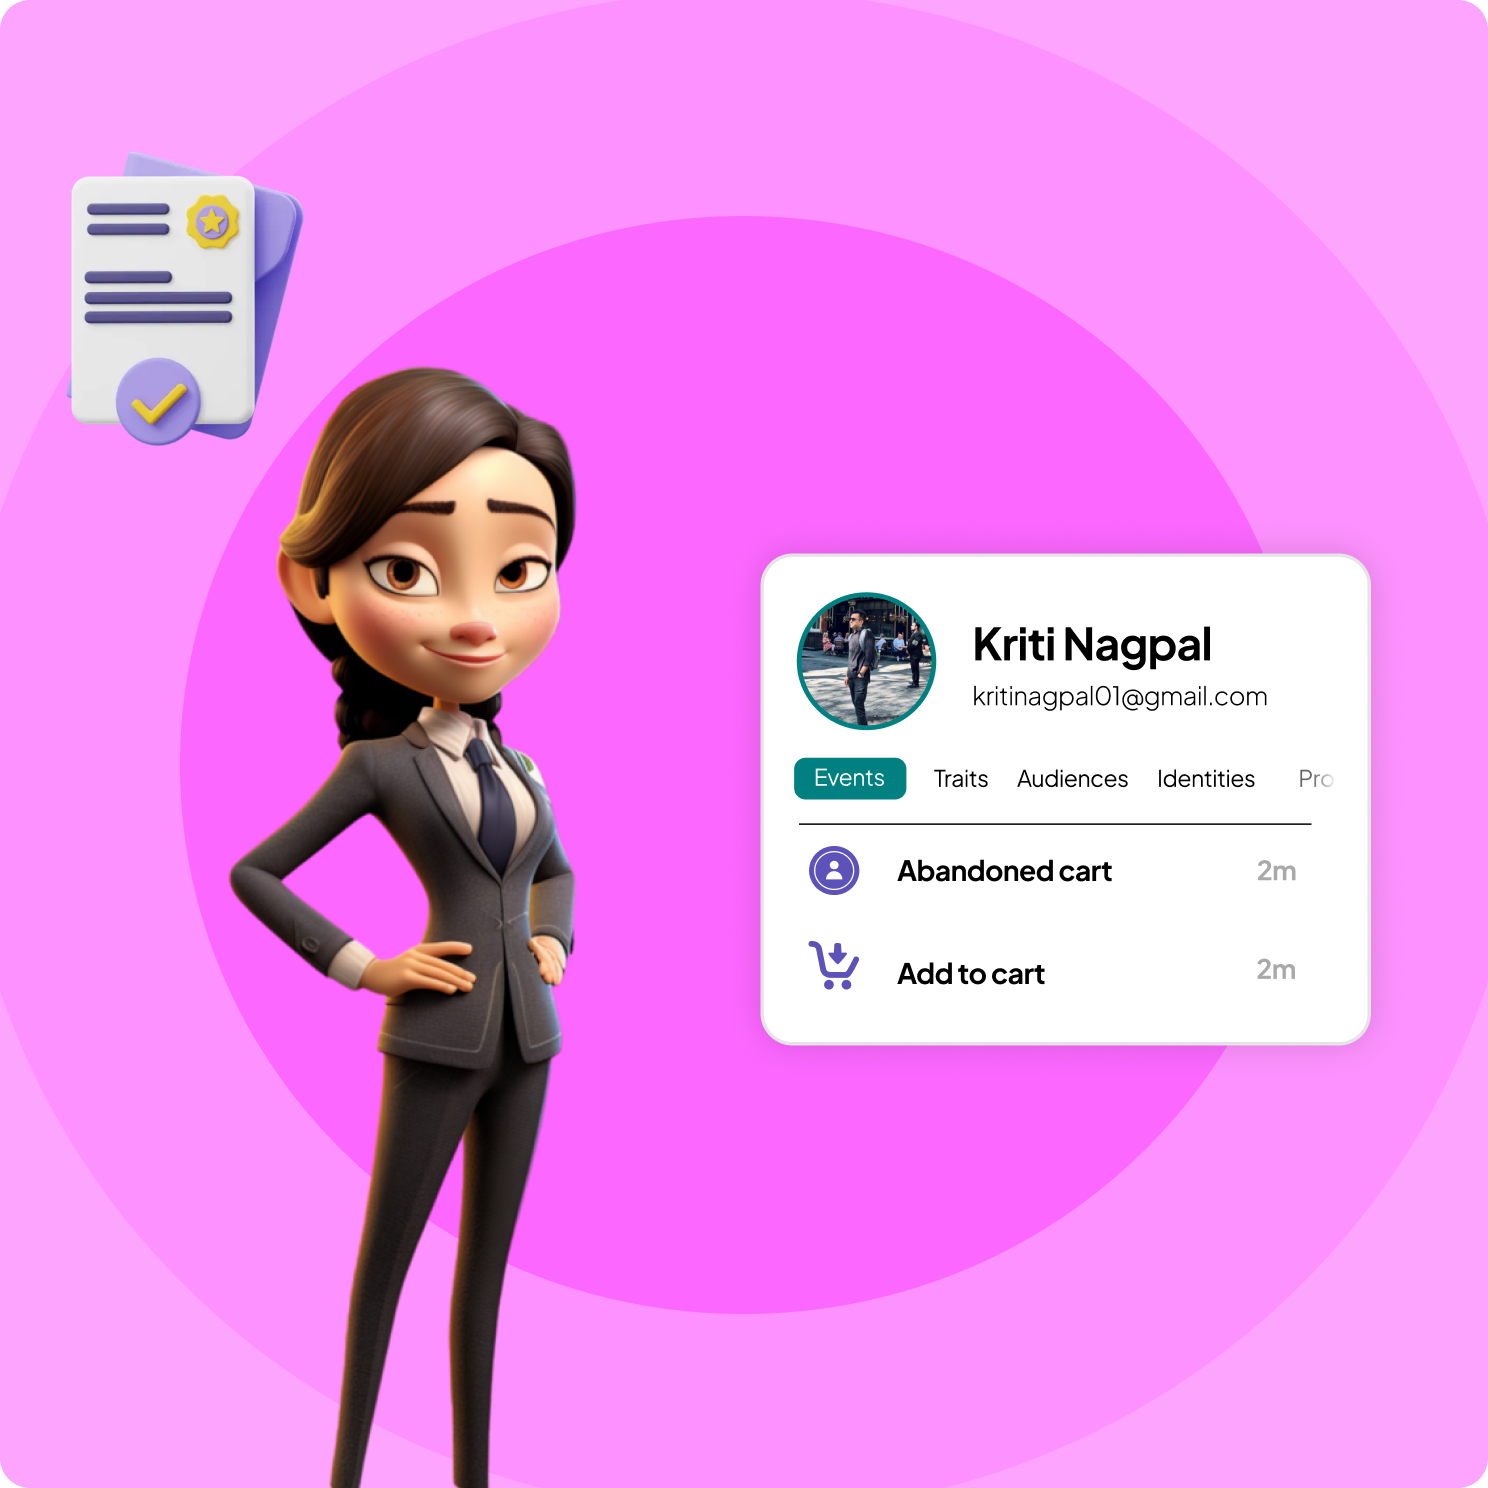 Kriti Nagpal
kritinagpal01@gmail.com
Events Traits Audiences Identities Pro
Abandoned cart 2m
Add to cart 2m